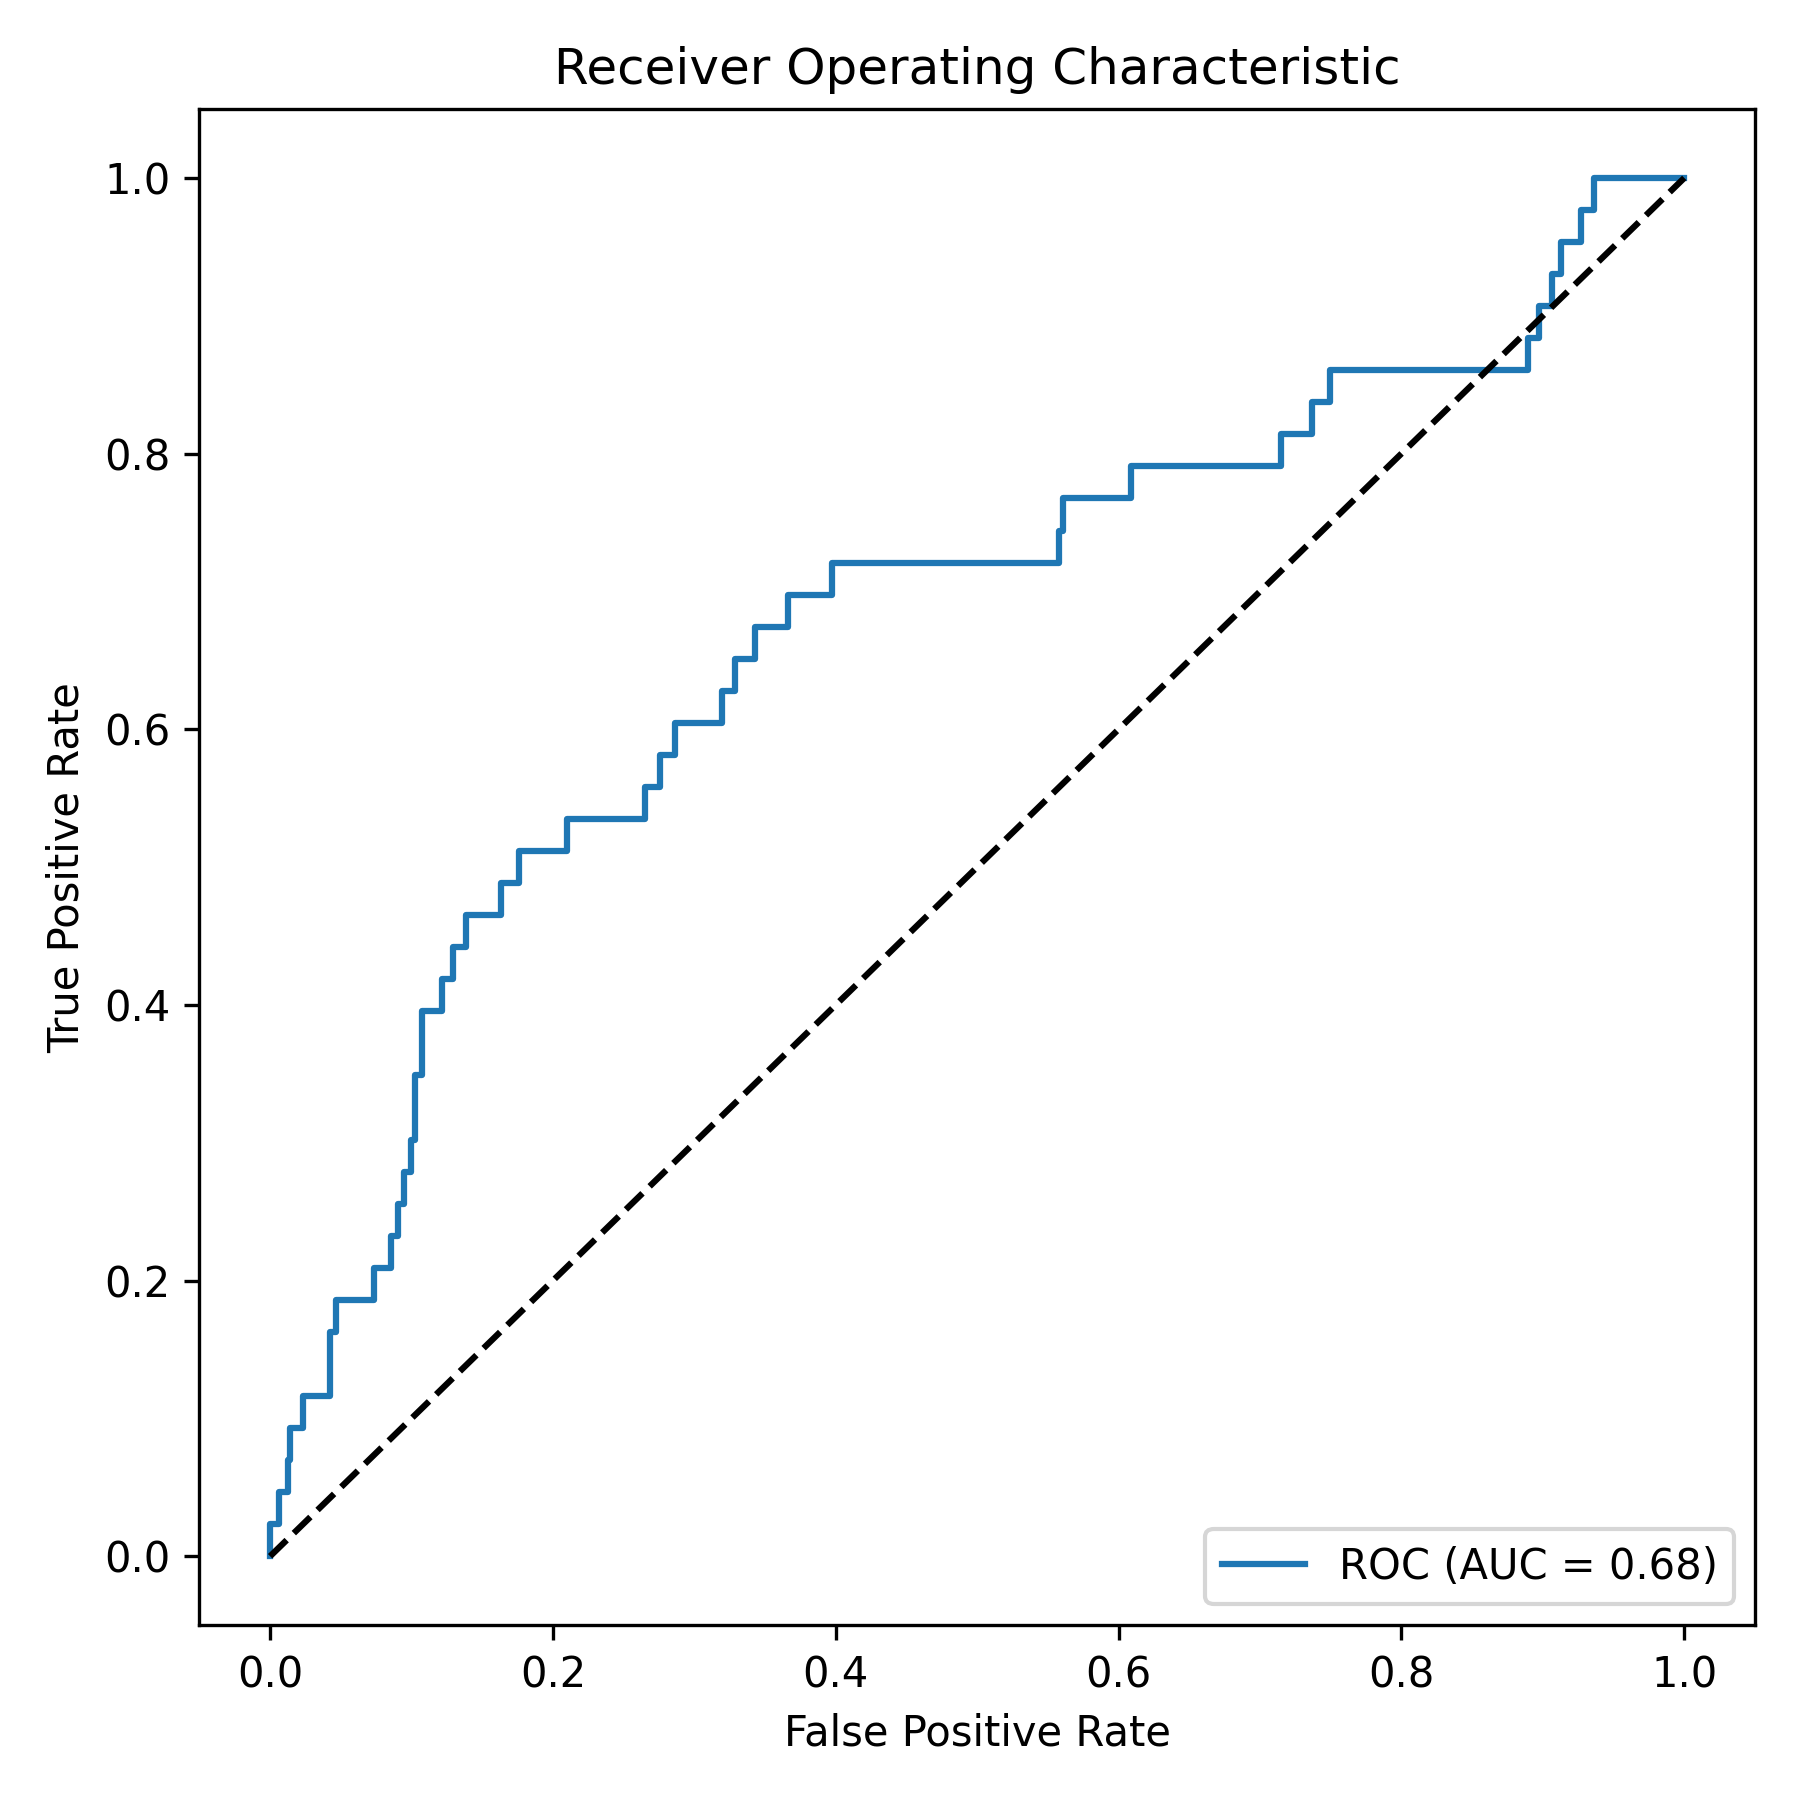 Receiver Operating Characteristic
1.0
0.8
0.6
0.4
0.2
0.0
True Positive Rate
ROC (AUC = 0.68)
0.0 0.2 0.4 0.6 0.8 1.0
False Positive Rate